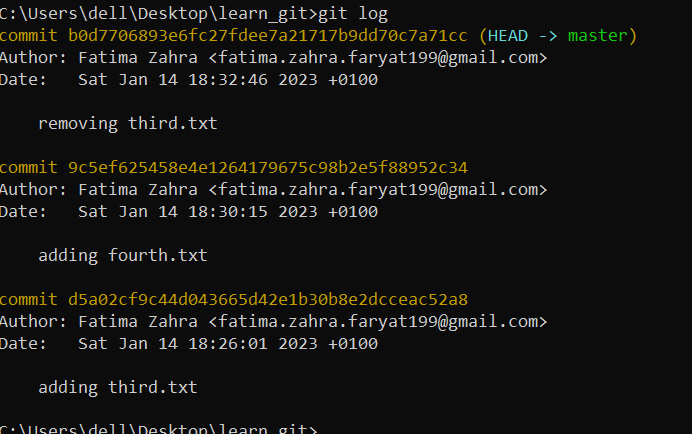 C:\Users\dell\Desktop\learn_git>git log
commit b0d7706893e6fc27fdee7a21717b9dd70c7a71cc (HEAD -> master)
Author: Fatima Zahra <fatima.zahra.faryat199@gmail.com>
Date:   Sat Jan 14 18:32:46 2023 +0100
    removing third.txt
commit 9c5ef625458e4e1264179675c98b2e5f88952c34
Author: Fatima Zahra <fatima.zahra.faryat199@gmail.com>
Date:   Sat Jan 14 18:30:15 2023 +0100
    adding fourth.txt
commit d5a02cf9c44d043665d42e1b30b8e2dcceac52a8
Author: Fatima Zahra <fatima.zahra.faryat199@gmail.com>
Date:   Sat Jan 14 18:26:01 2023 +0100
    adding third.txt
C:\Users\dell\Desktop\learn_git>